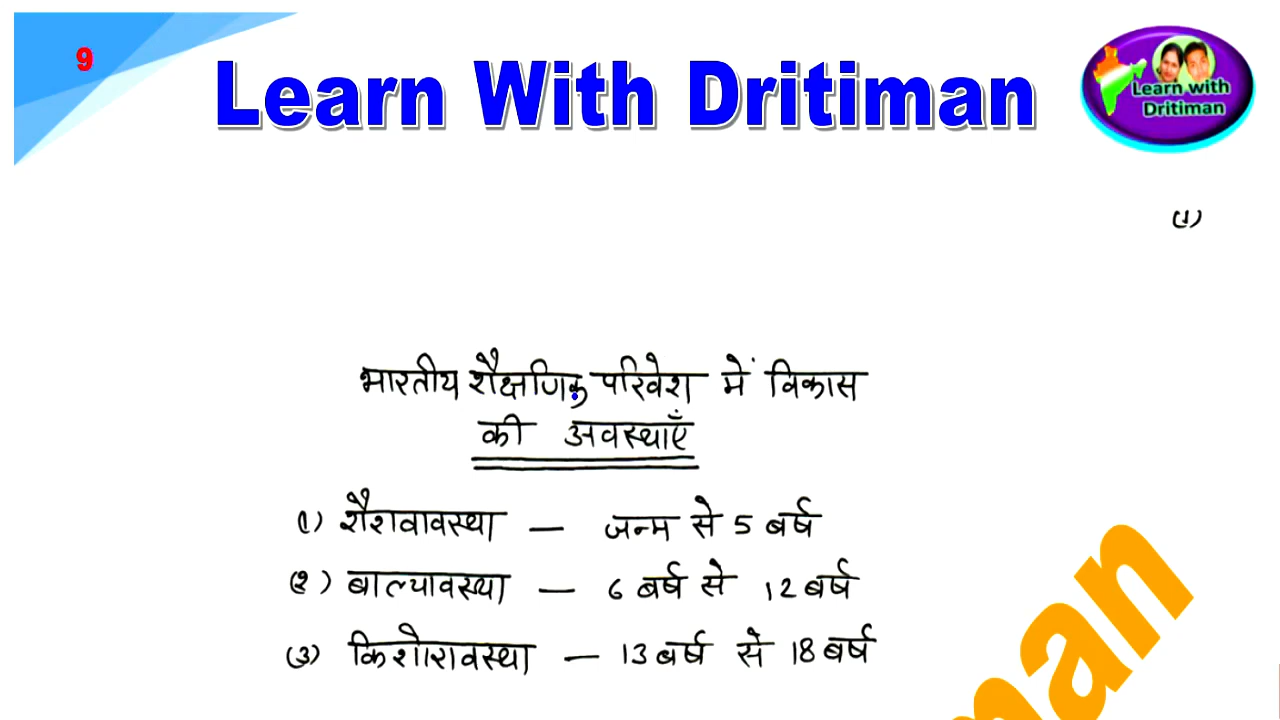 9
Learn With Dritiman
Learn with
Dritiman
(1)
भारतीय शैक्षणिक परिवेश में विकास
की अवस्थाएँ
(1) शैशवावस्था — जन्म से 5 बर्ष
(2) बाल्यावस्था — 6 बर्ष से 12 बर्ष
(3) किशोरावस्था — 13 बर्ष से 18 बर्ष
man